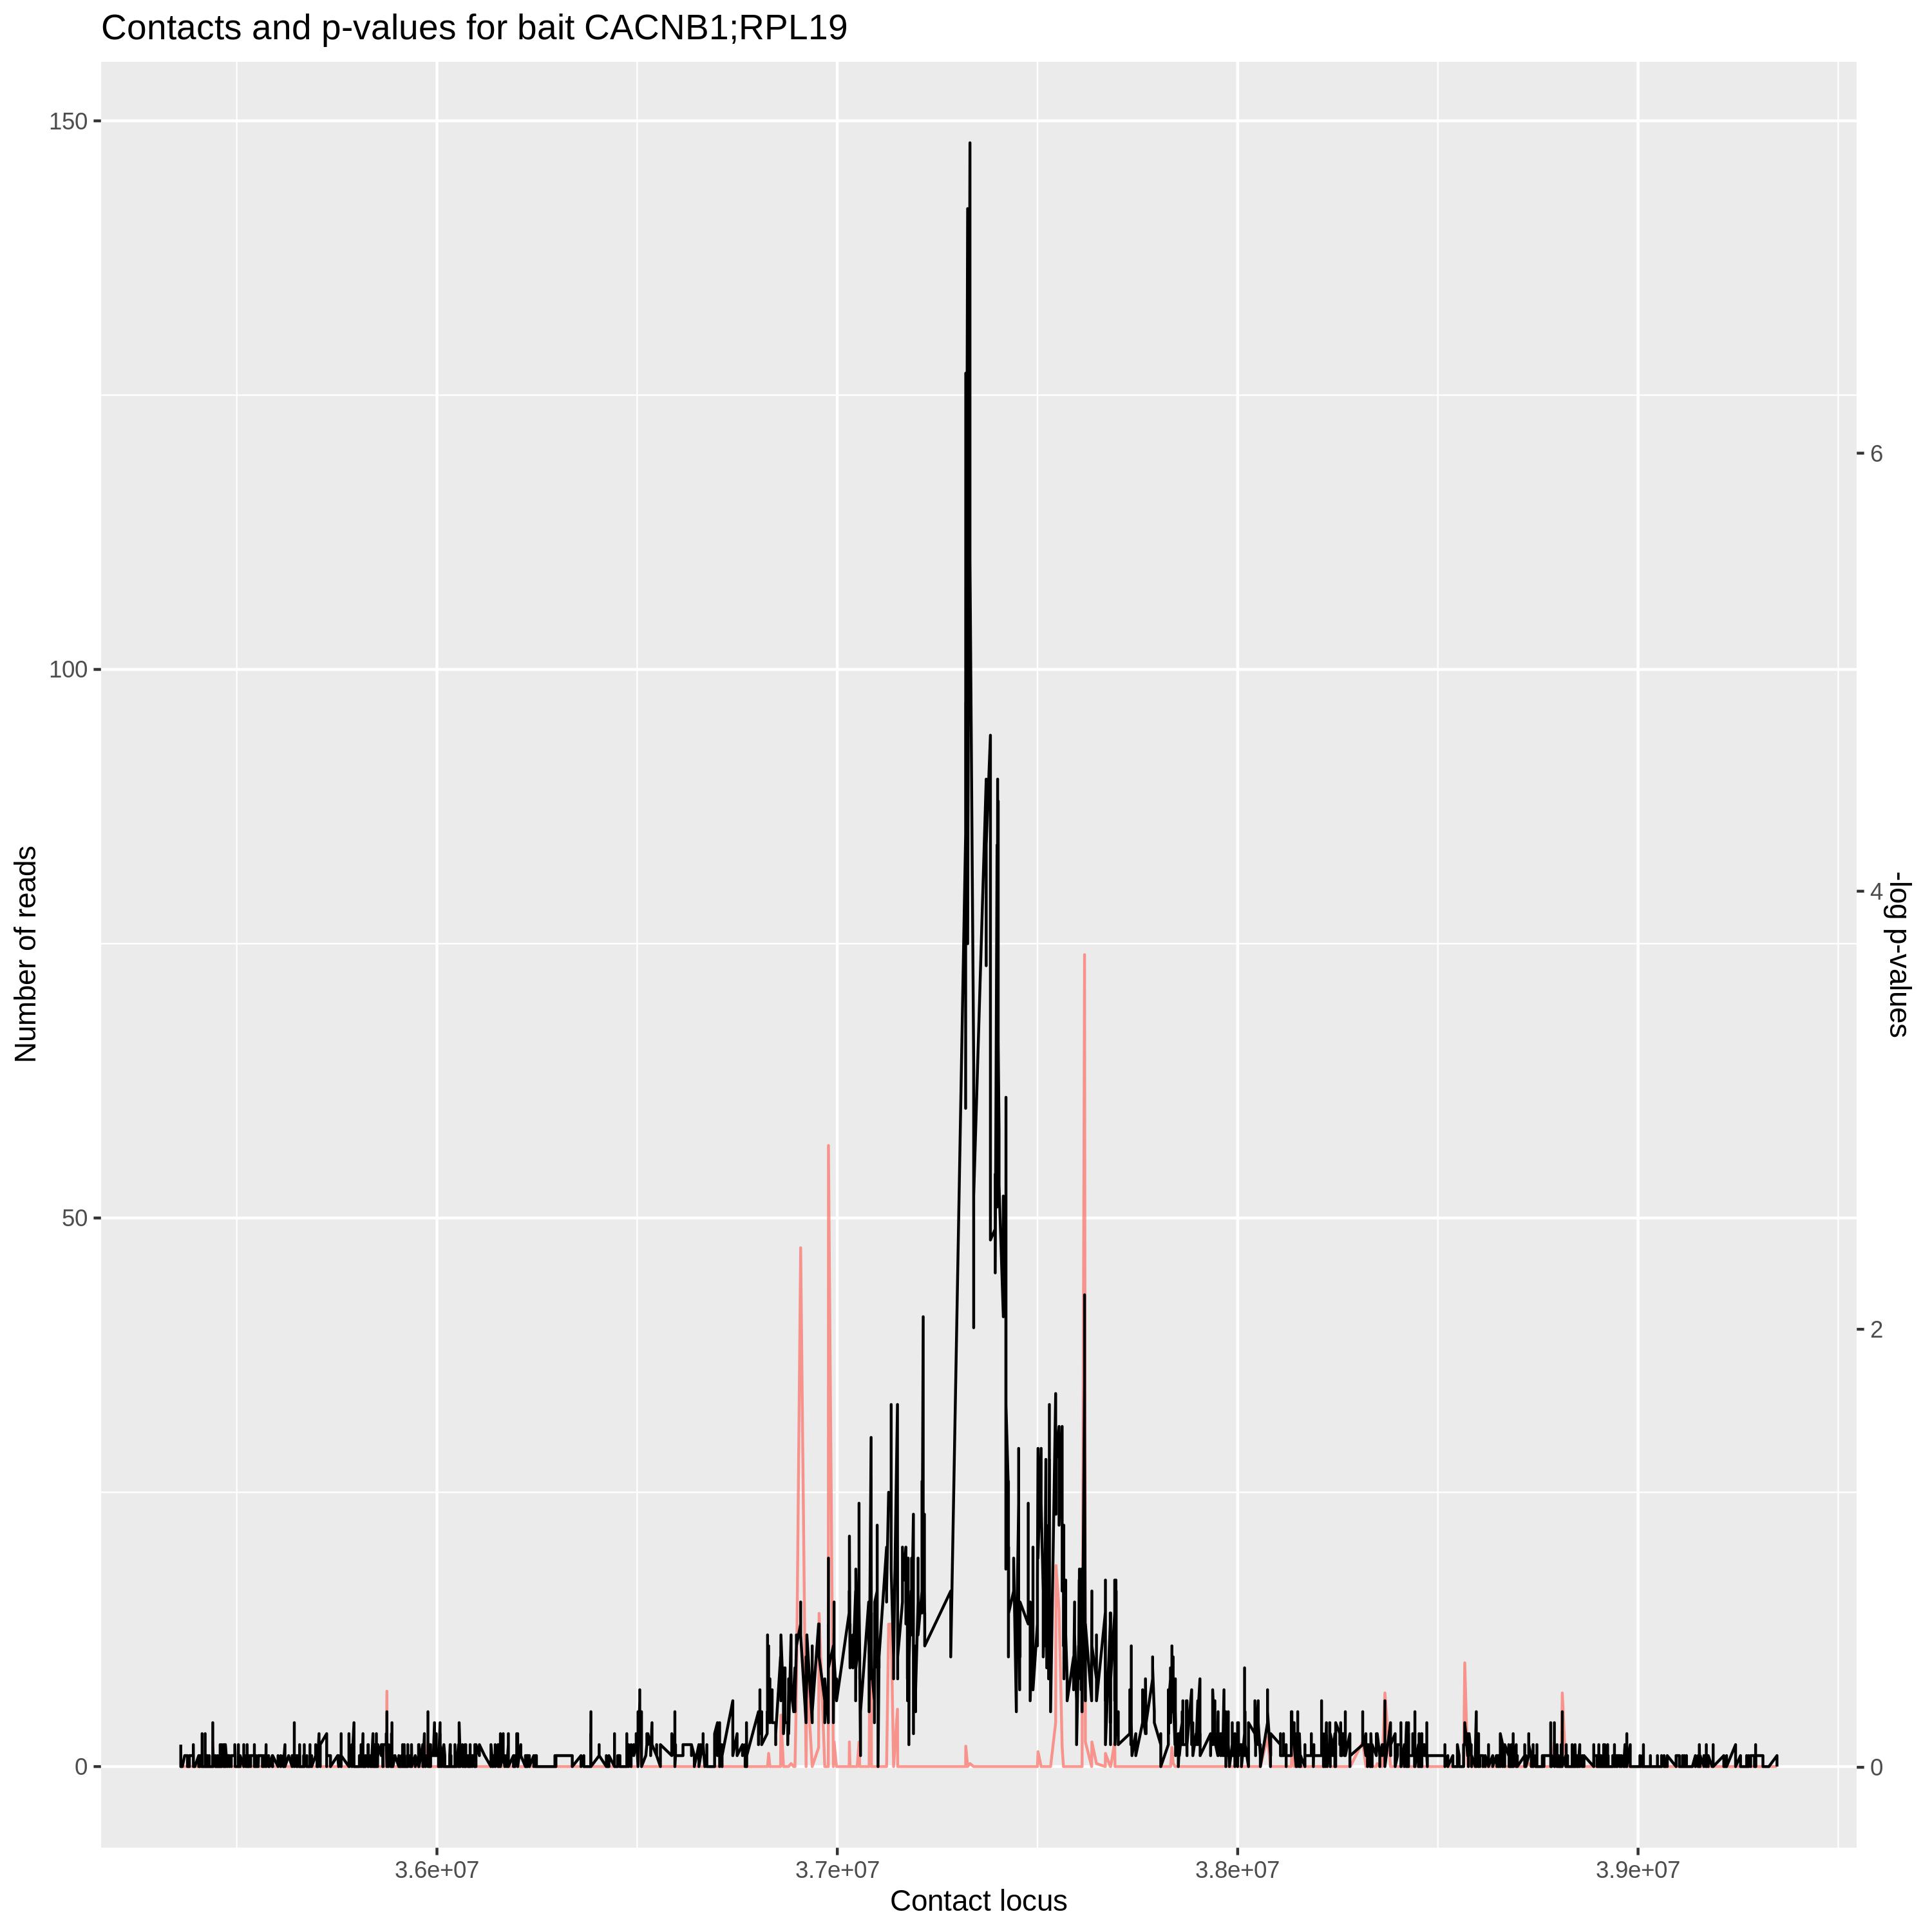 Contacts and p-values for bait CACNB1;RPL19
150
100
50
0
Number of reads
6
4
2
0
-log p-values
3.6e+07 3.7e+07 3.8e+07 3.9e+07
Contact locus